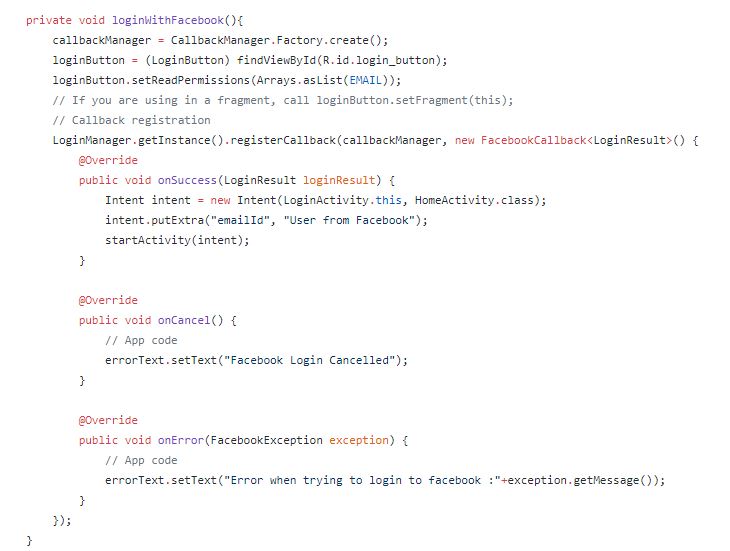 private void loginWithFacebook(){
callbackManager = CallbackManager.Factory.create();
loginButton = (LoginButton) findViewById(R.id.login_button);
loginButton.setReadPermissions(Arrays.asList(EMAIL));
// If you are using in a fragment, call loginButton.setFragment(this);
// Callback registration
LoginManager.getInstance().registerCallback(callbackManager, new FacebookCallback<LoginResult>() {
@Override
public void onSuccess(LoginResult loginResult) {
Intent intent = new Intent(LoginActivity.this, HomeActivity.class);
intent.putExtra("emailId", "User from Facebook");
startActivity(intent);
}
@Override
public void onCancel() {
// App code
errorText.setText("Facebook Login Cancelled");
}
@Override
public void onError(FacebookException exception) {
// App code
errorText.setText("Error when trying to login to facebook :"+exception.getMessage());
}
});
}